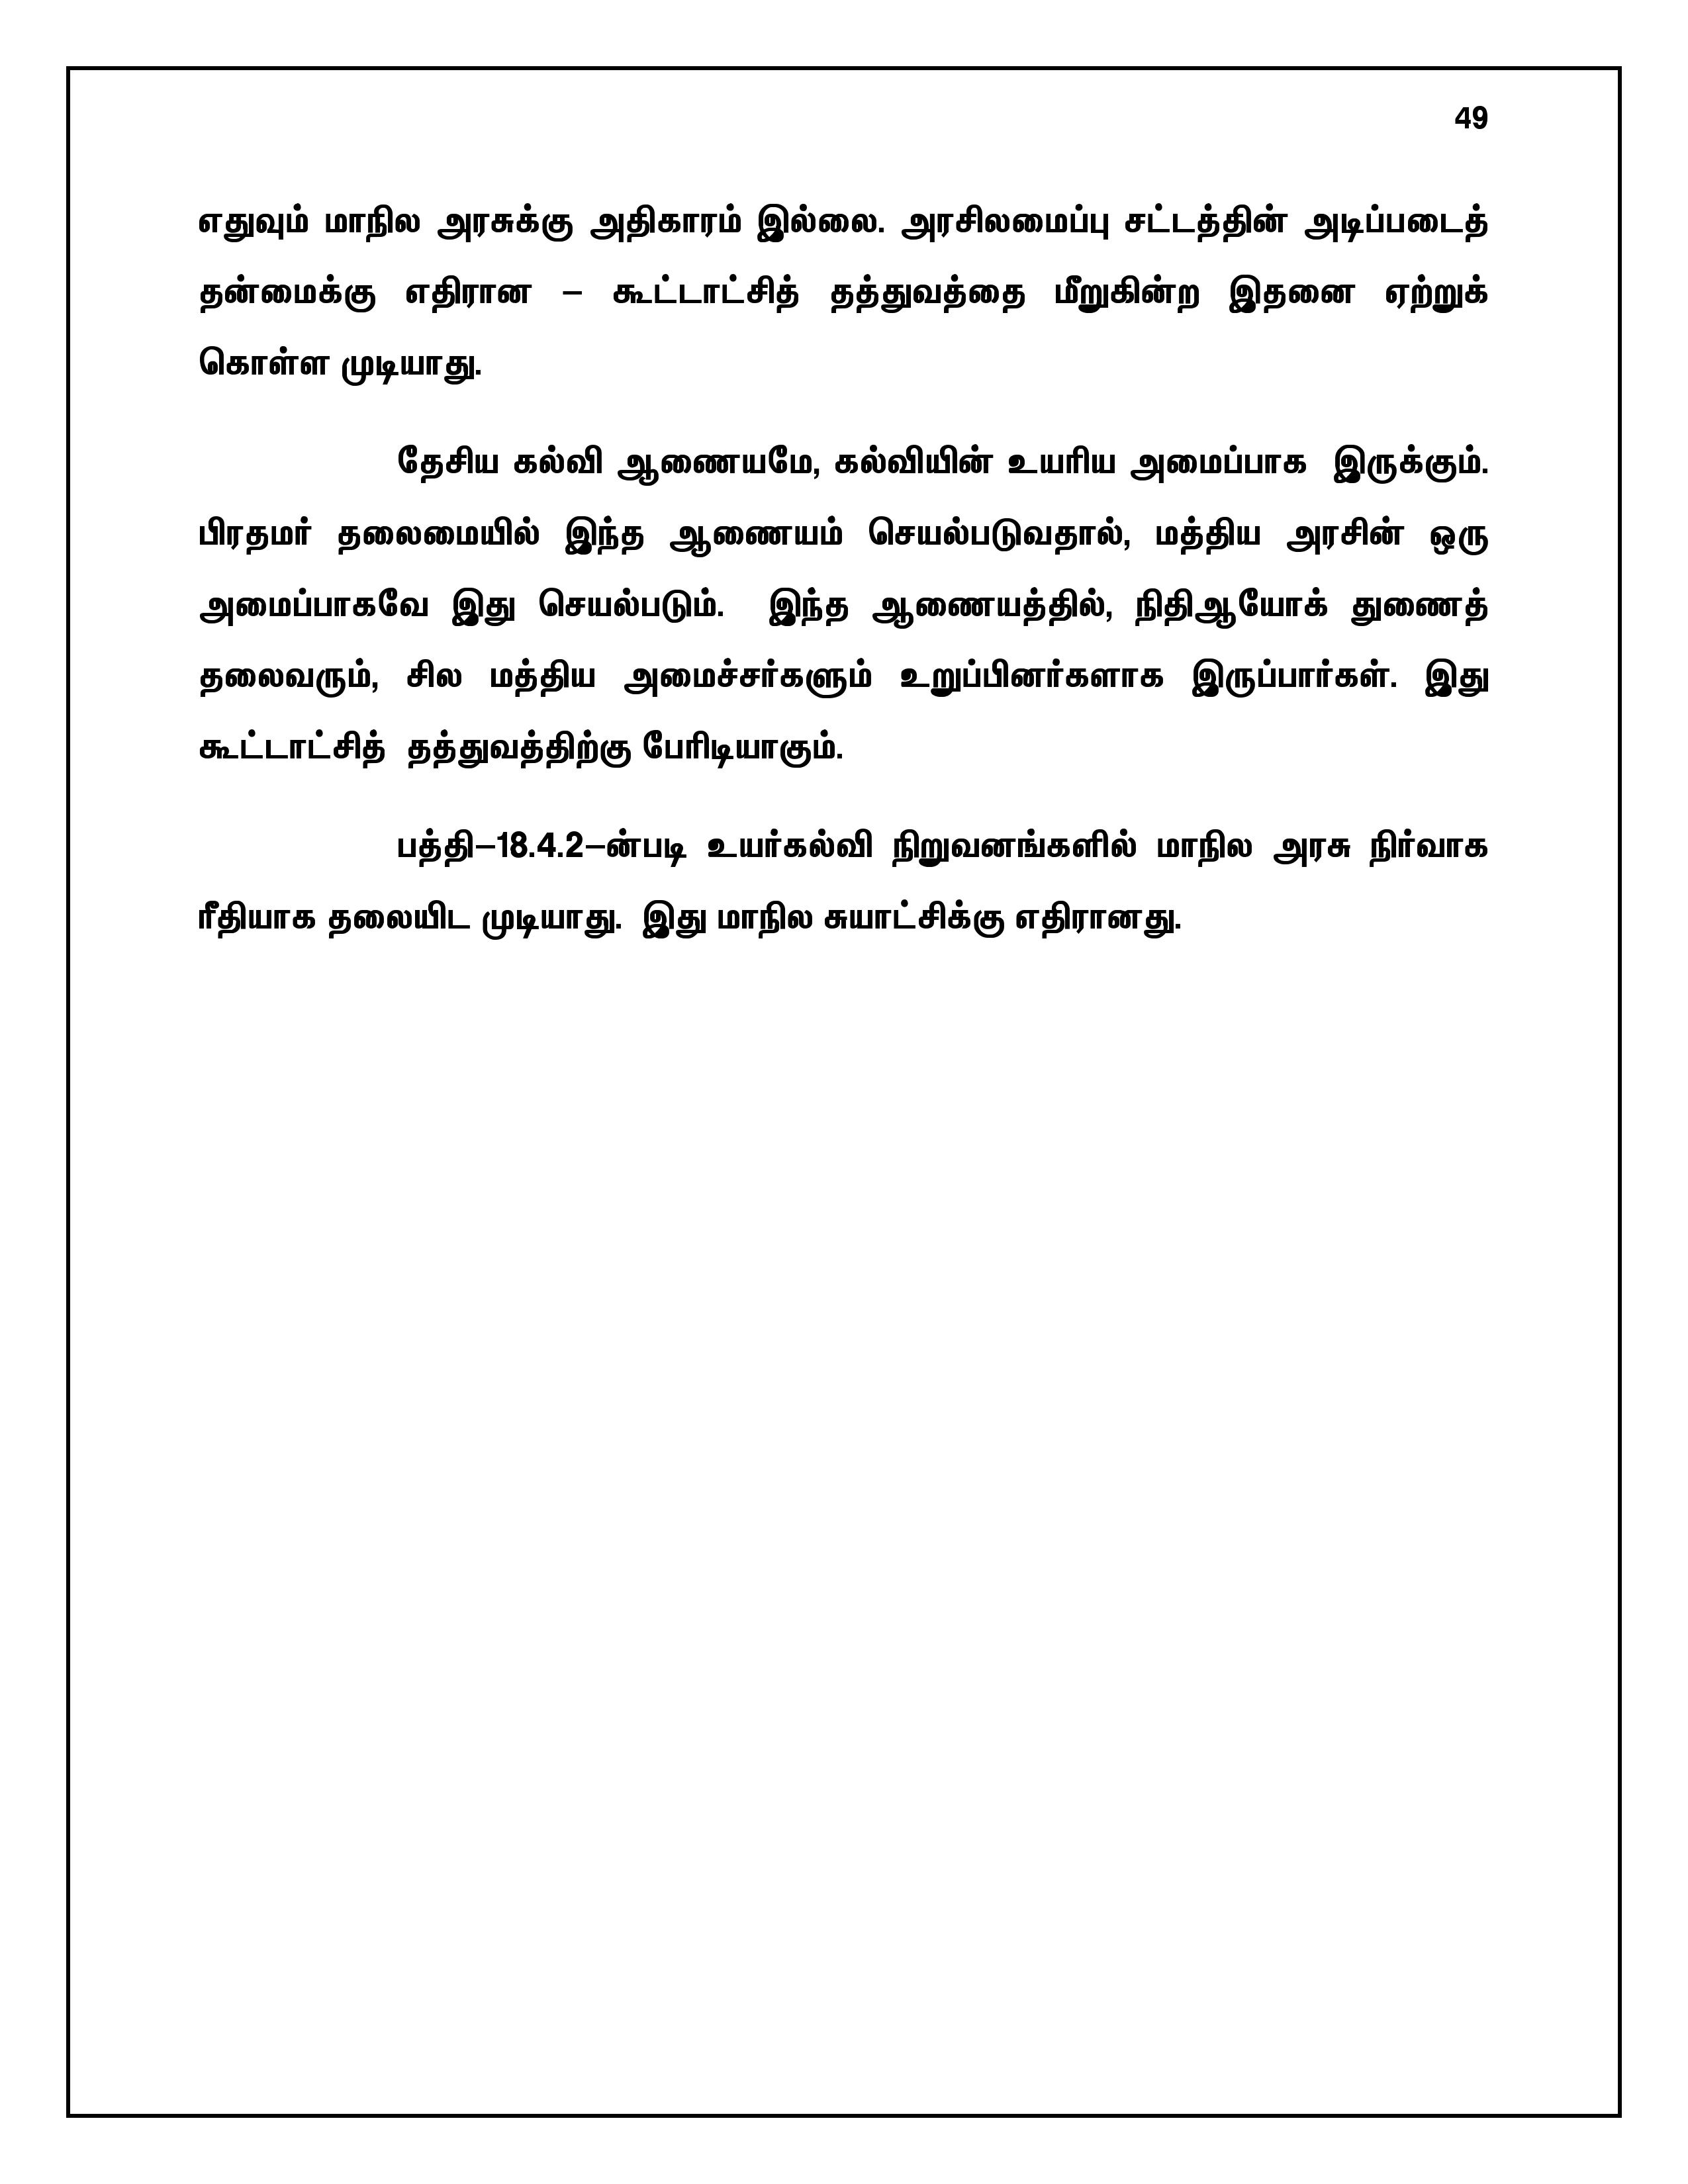 49
எதுவும் மாநில அரசுக்கு அதிகாரம் இல்லை. அரசிலமைப்பு சட்டத்தின் அடிப்படைத்
தன்மைக்கு எதிரான – கூட்டாட்சித் தத்துவத்தை மீறுகின்ற இதனை ஏற்றுக்
கொள்ள முடியாது.
தேசிய கல்வி ஆணையமே, கல்வியின் உயரிய அமைப்பாக இருக்கும்.
பிரதமர் தலைமையில் இந்த ஆணையம் செயல்படுவதால், மத்திய அரசின் ஒரு
அமைப்பாகவே இது செயல்படும். இந்த ஆணையத்தில், நிதிஆயோக் துணைத்
தலைவரும், சில மத்திய அமைச்சர்களும் உறுப்பினர்களாக இருப்பார்கள். இது
கூட்டாட்சித் தத்துவத்திற்கு பேரிடியாகும்.
பத்தி–18.4.2–ன்படி உயர்கல்வி நிறுவனங்களில் மாநில அரசு நிர்வாக
ரீதியாக தலையிட முடியாது. இது மாநில சுயாட்சிக்கு எதிரானது.